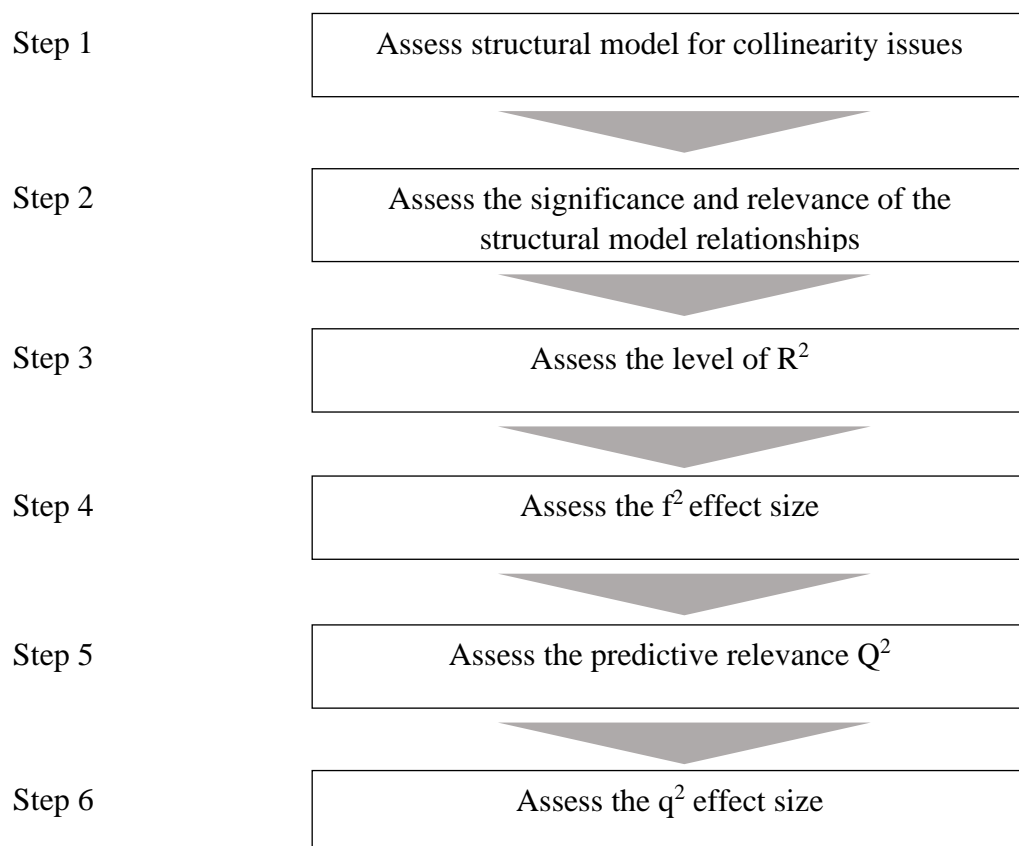 Step 1
Assess structural model for collinearity issues
Step 2
Assess the significance and relevance of the
structural model relationships
Step 3
Assess the level of R²
Step 4
Assess the f² effect size
Step 5
Assess the predictive relevance Q²
Step 6
Assess the q² effect size